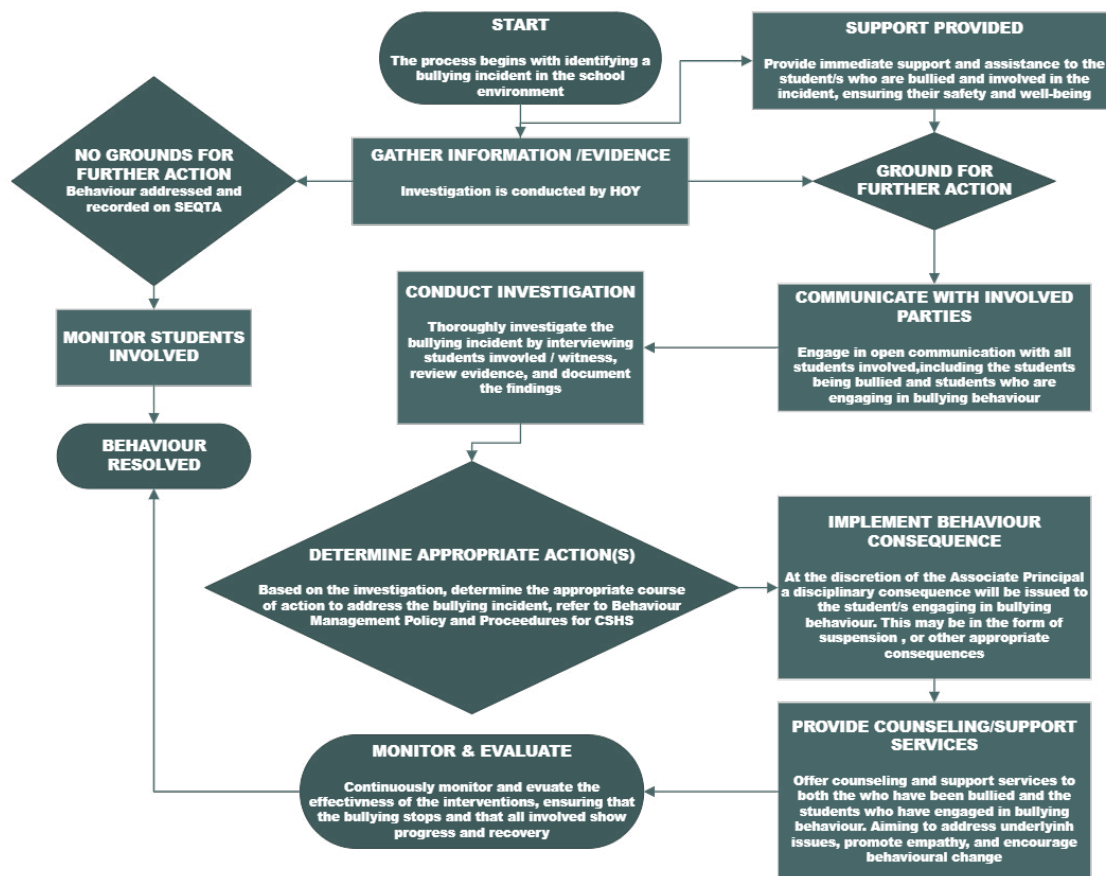 START
The process begins with identifying a
bullying incident in the school
environment
SUPPORT PROVIDED
Provide immediate support and assistance to the
student/s who are bullied and involved in the
incident, ensuring their safety and well-being
NO GROUNDS FOR
FURTHER ACTION
Behaviour addressed and
recorded on SEQTA
GATHER INFORMATION /EVIDENCE
Investigation is conducted by HOY
GROUND FOR
FURTHER ACTION
MONITOR STUDENTS
INVOLVED
CONDUCT INVESTIGATION
Thoroughly investigate the
bullying incident by interviewing
students invovled / witness,
review evidence, and document
the findings
COMMUNICATE WITH INVOLVED
PARTIES
Engage in open communication with all
students involved,including the students
being bullied and students who are
engaging in bullying behaviour
BEHAVIOUR
RESOLVED
DETERMINE APPROPRIATE ACTION(S)
Based on the investigation, determine the appropriate course
of action to address the bullying incident, refer to Behaviour
Management Policy and Proceedures for CSHS
IMPLEMENT BEHAVIOUR
CONSEQUENCE
At the discretion of the Associate Principal
a disciplinary consequence will be issued to
the student/s engaging in bullying
behaviour. This may be in the form of
suspension , or other appropriate
consequences
PROVIDE COUNSELING/SUPPORT
SERVICES
Offer counseling and support services to
both the who have been bullied and the
students who have engaged in bullying
behaviour. Aiming to address underlyinh
issues, promote empathy, and encourage
behavioural change
MONITOR & EVALUATE
Continuously monitor and evuate the
effectivness of the interventions, ensuring that
the bullying stops and that all involved show
progress and recovery